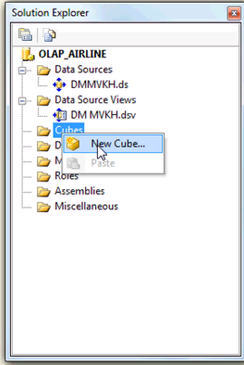 Solution Explorer
OLAP_AIRLINE
Data Sources
DMMVKH.ds
Data Source Views
DM MVKH.dsv
Cubes
D
New Cube...
M
Paste
Roles
Assemblies
Miscellaneous